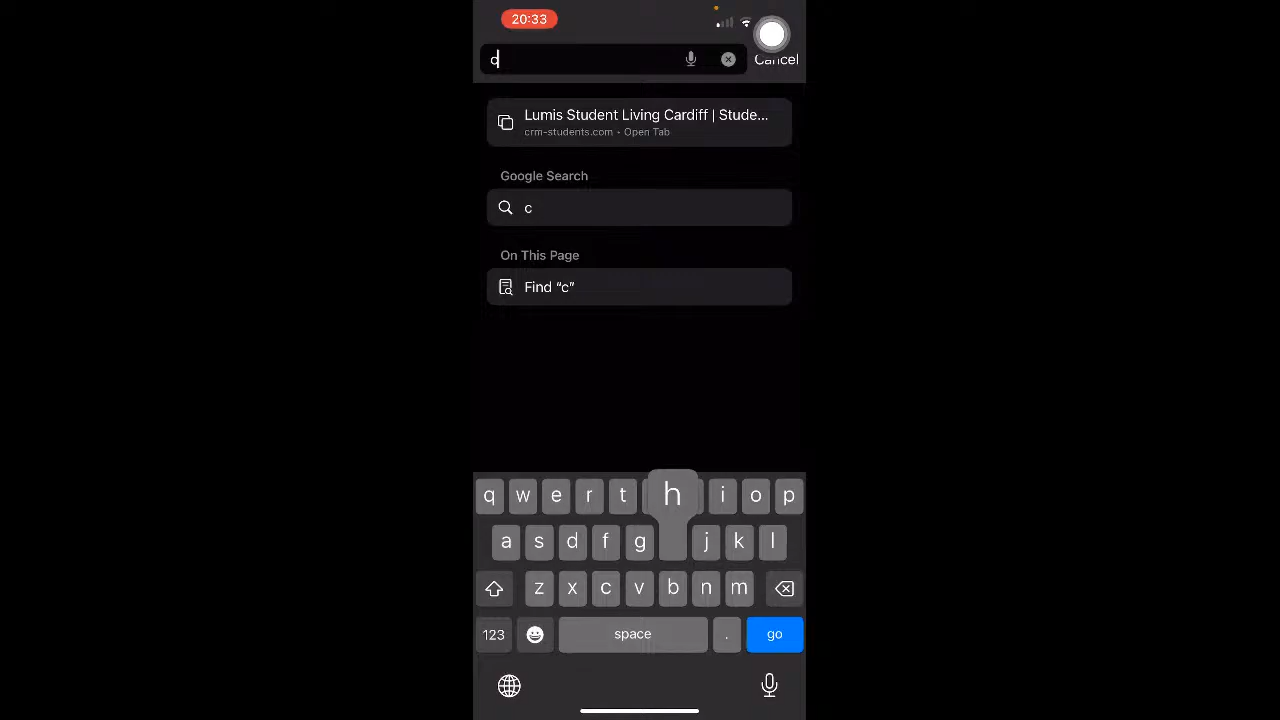 20:33
c
Cancel
Lumis Student Living Cardiff | Stude...
crm-students.com • Open Tab
Google Search
c
On This Page
Find “c”
q w e r t h i o p
a s d f g j k l
z x c v b n m
123 space . go